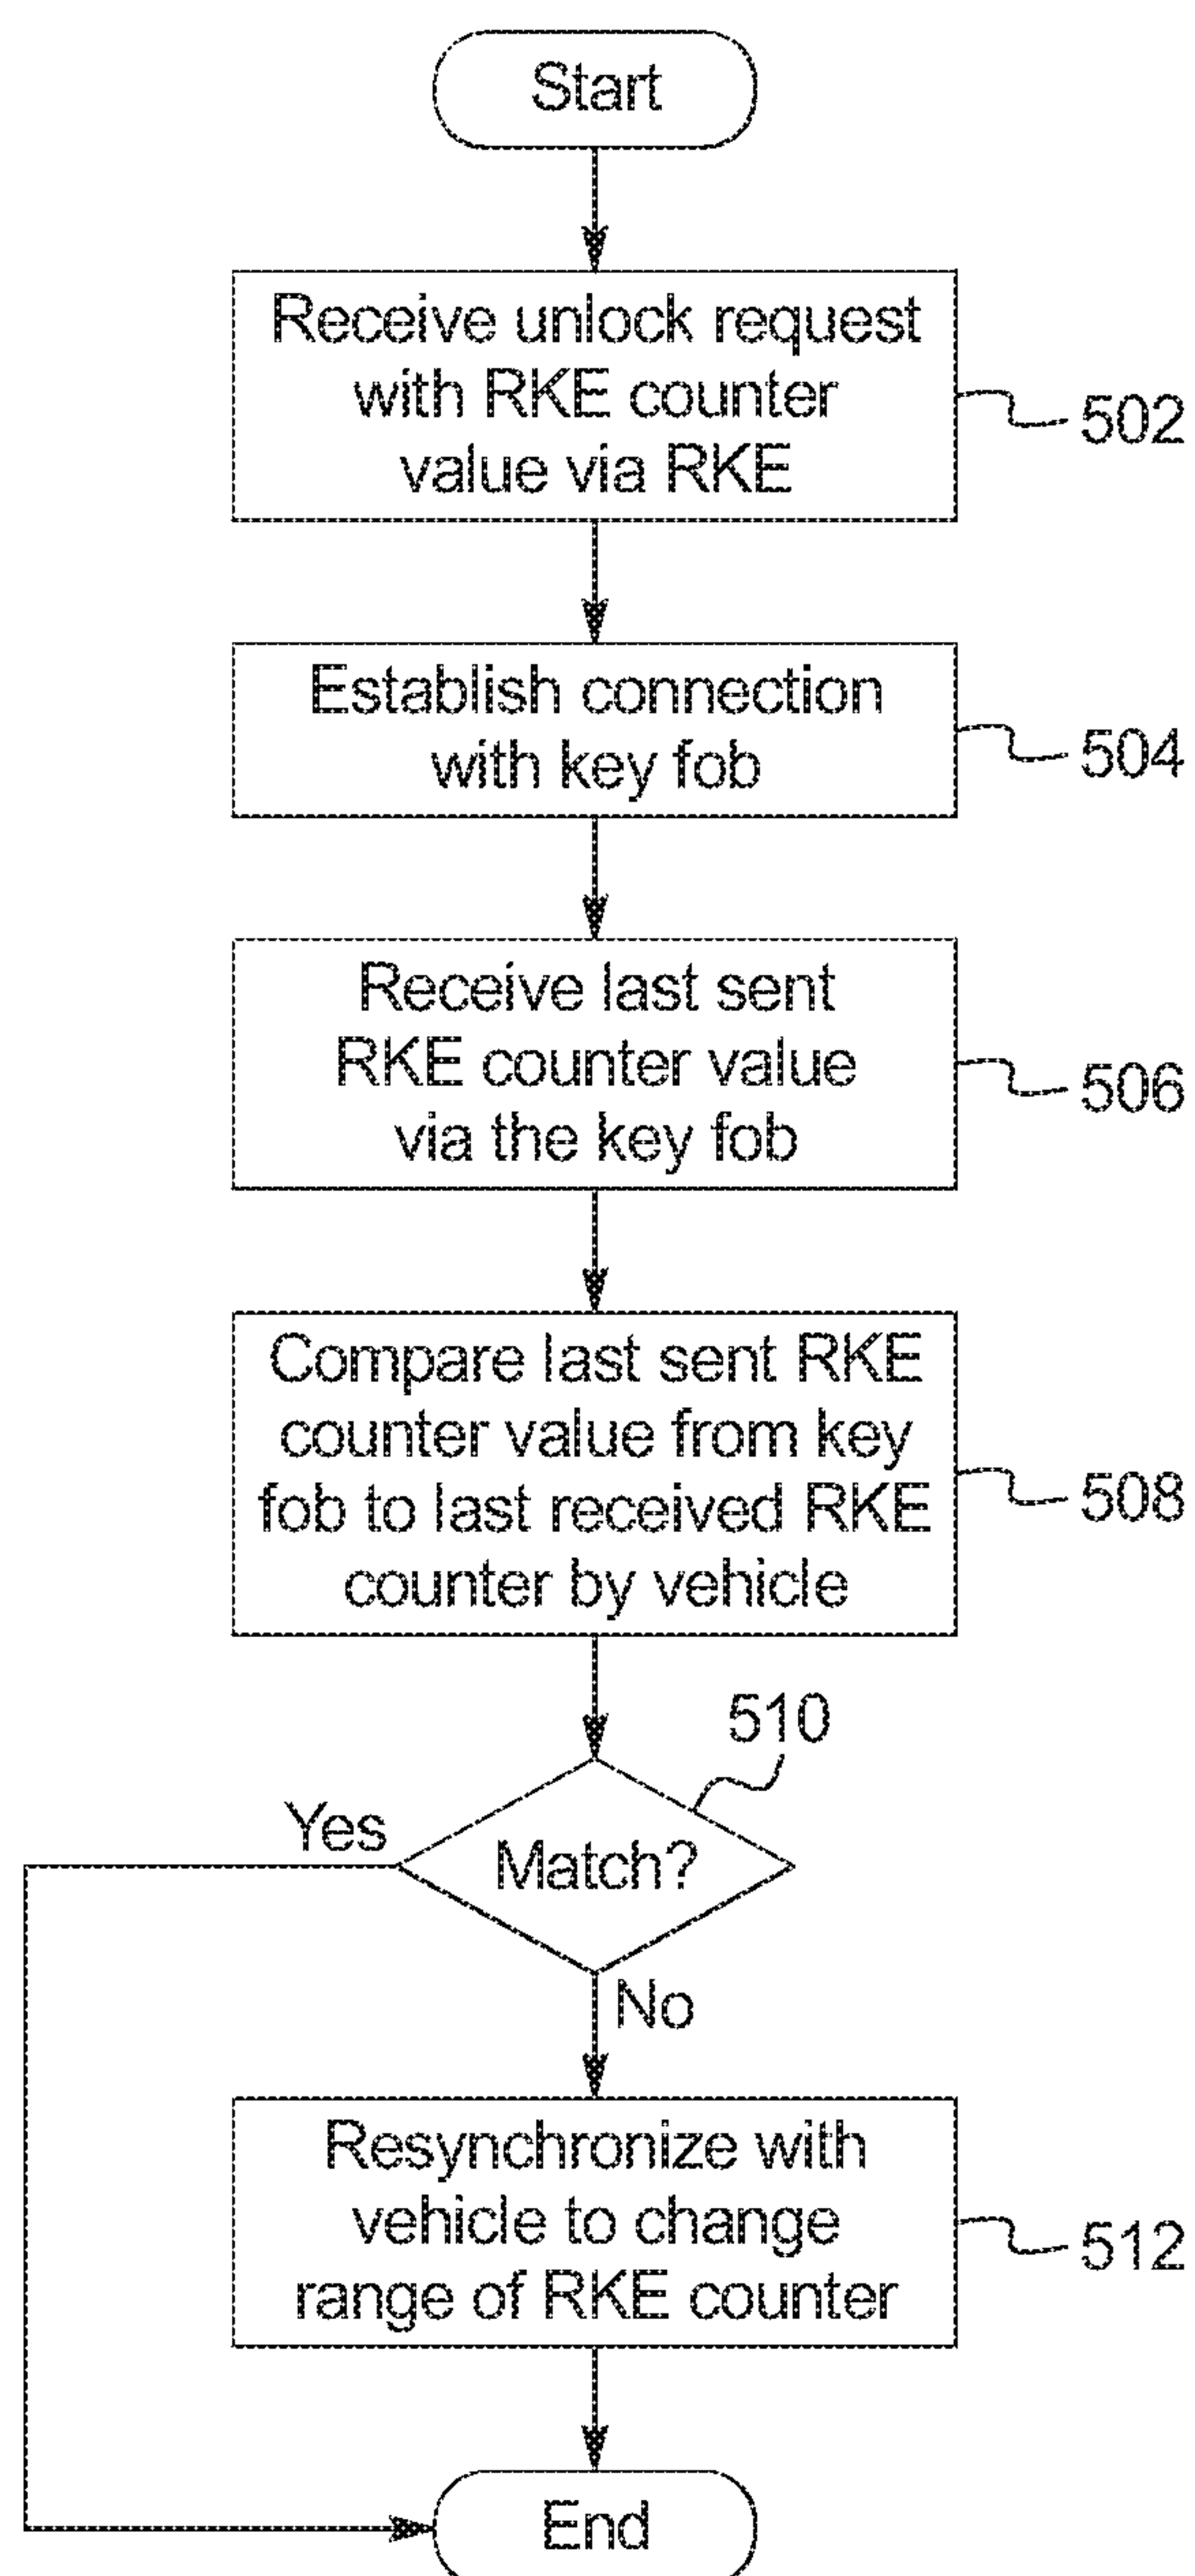 Start
Receive unlock request
with RKE counter
value via RKE
502
Establish connection
with key fob
504
Receive last sent
RKE counter value
via the key fob
506
Compare last sent RKE
counter value from key
fob to last received RKE
counter by vehicle
508
510
Yes
Match?
No
Resynchronize with
vehicle to change
range of RKE counter
512
End